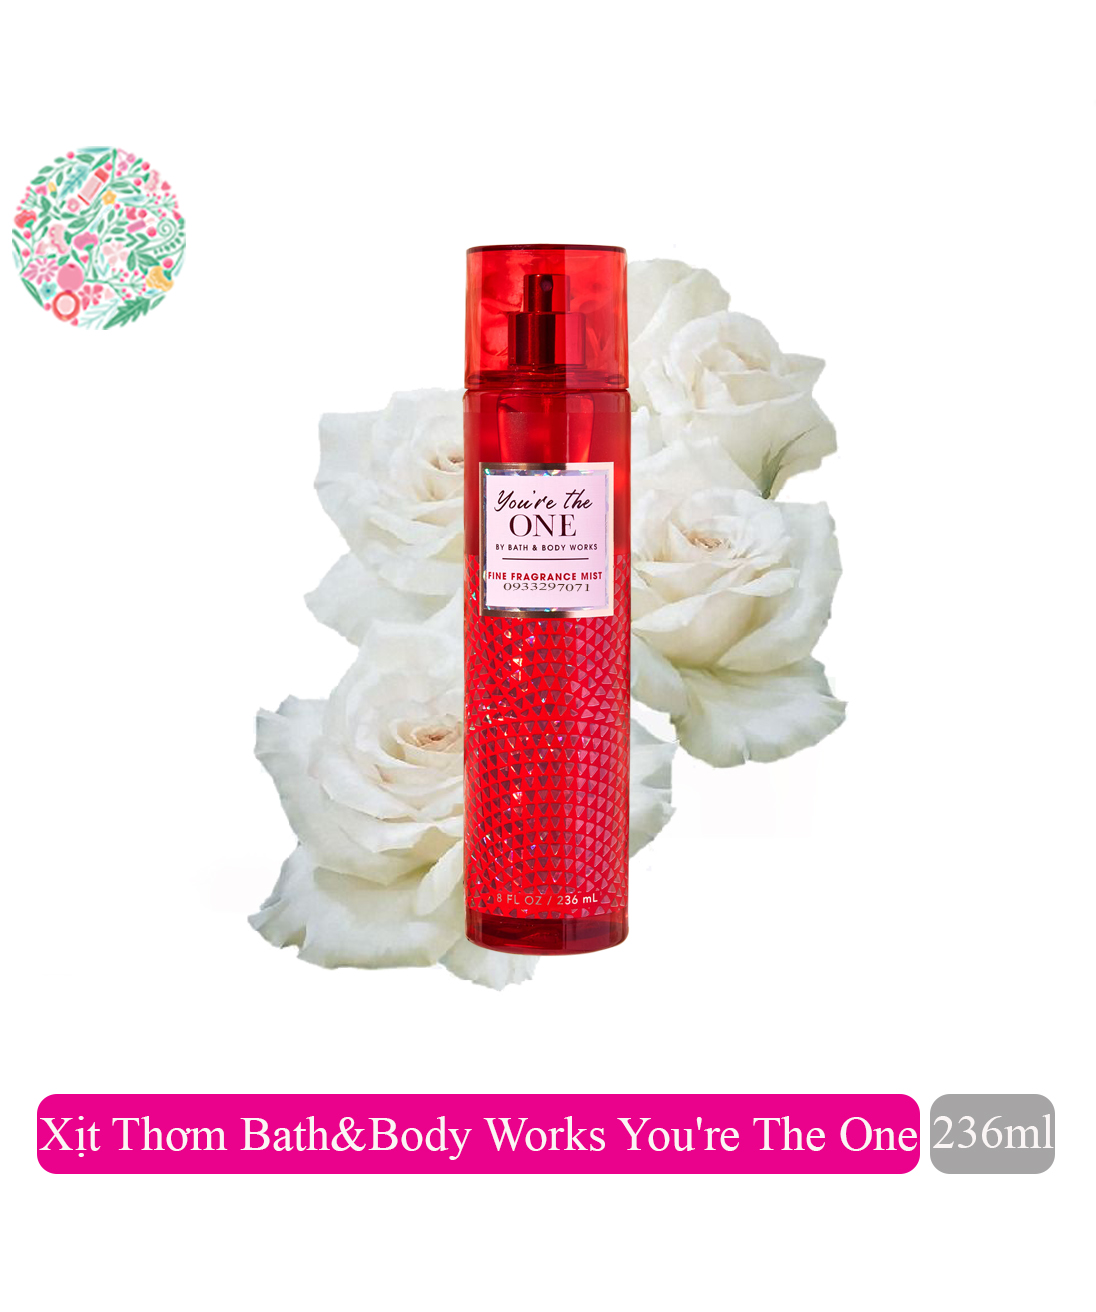 You're the
ONE
BY BATH & BODY WORKS
FINE FRAGRANCE MIST
0933297071
8 FL OZ / 236 mL
Xịt Thơm Bath&Body Works You're The One
236ml